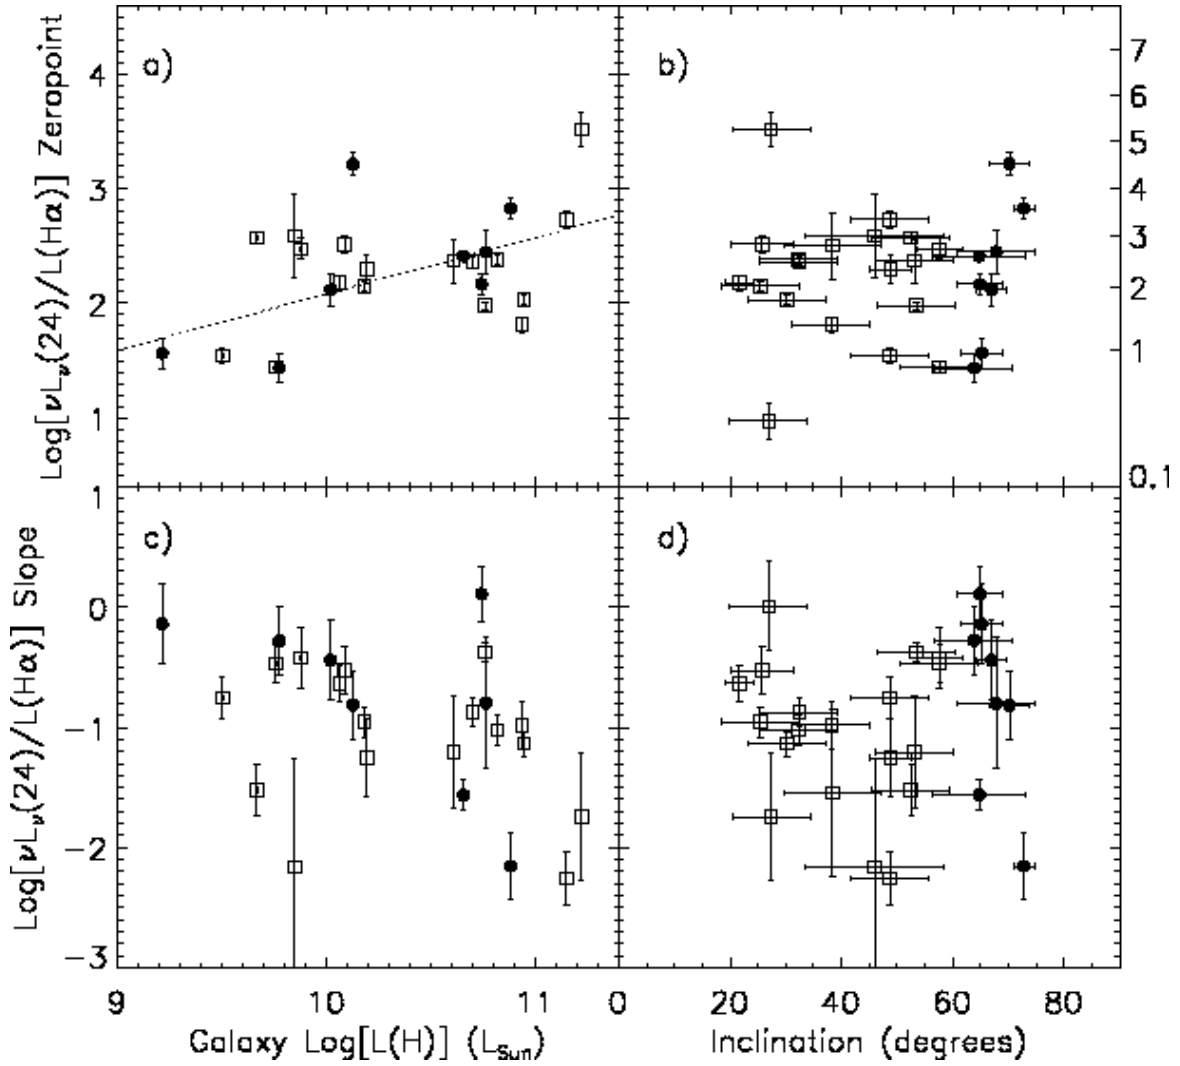 Log[νLν(24)/L(Hα)] Zeropoint
a)
b)
4
3
2
1
7
6
5
4
3
2
1
0.1
Log[νLν(24)/L(Hα)] Slope
c)
d)
1
0
−1
−2
−3
9 10 11 0 20 40 60 80
Galaxy Log[L(H)] (LSun)
Inclination (degrees)